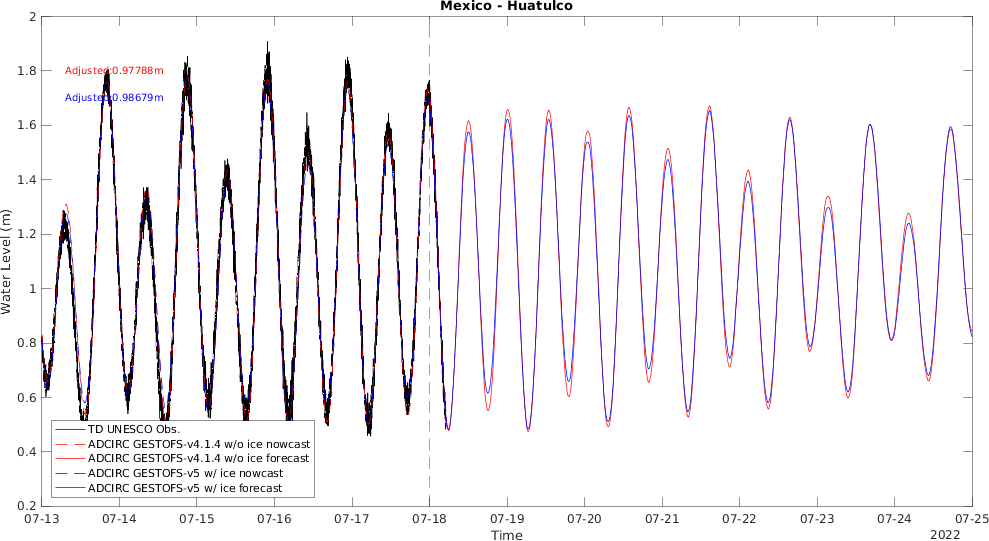 Mexico - Huatulco
2
1.8
1.6
1.4
1.2
1
0.8
0.6
0.4
0.2
Water Level (m)
Adjusted:0.97788m
Adjusted:0.98679m
TD UNESCO Obs.
ADCIRC GESTOFS-v4.1.4 w/o ice nowcast
ADCIRC GESTOFS-v4.1.4 w/o ice forecast
ADCIRC GESTOFS-v5 w/ ice nowcast
ADCIRC GESTOFS-v5 w/ ice forecast
07-13 07-14 07-15 07-16 07-17 07-18 07-19 07-20 07-21 07-22 07-23 07-24 07-25
Time
2022